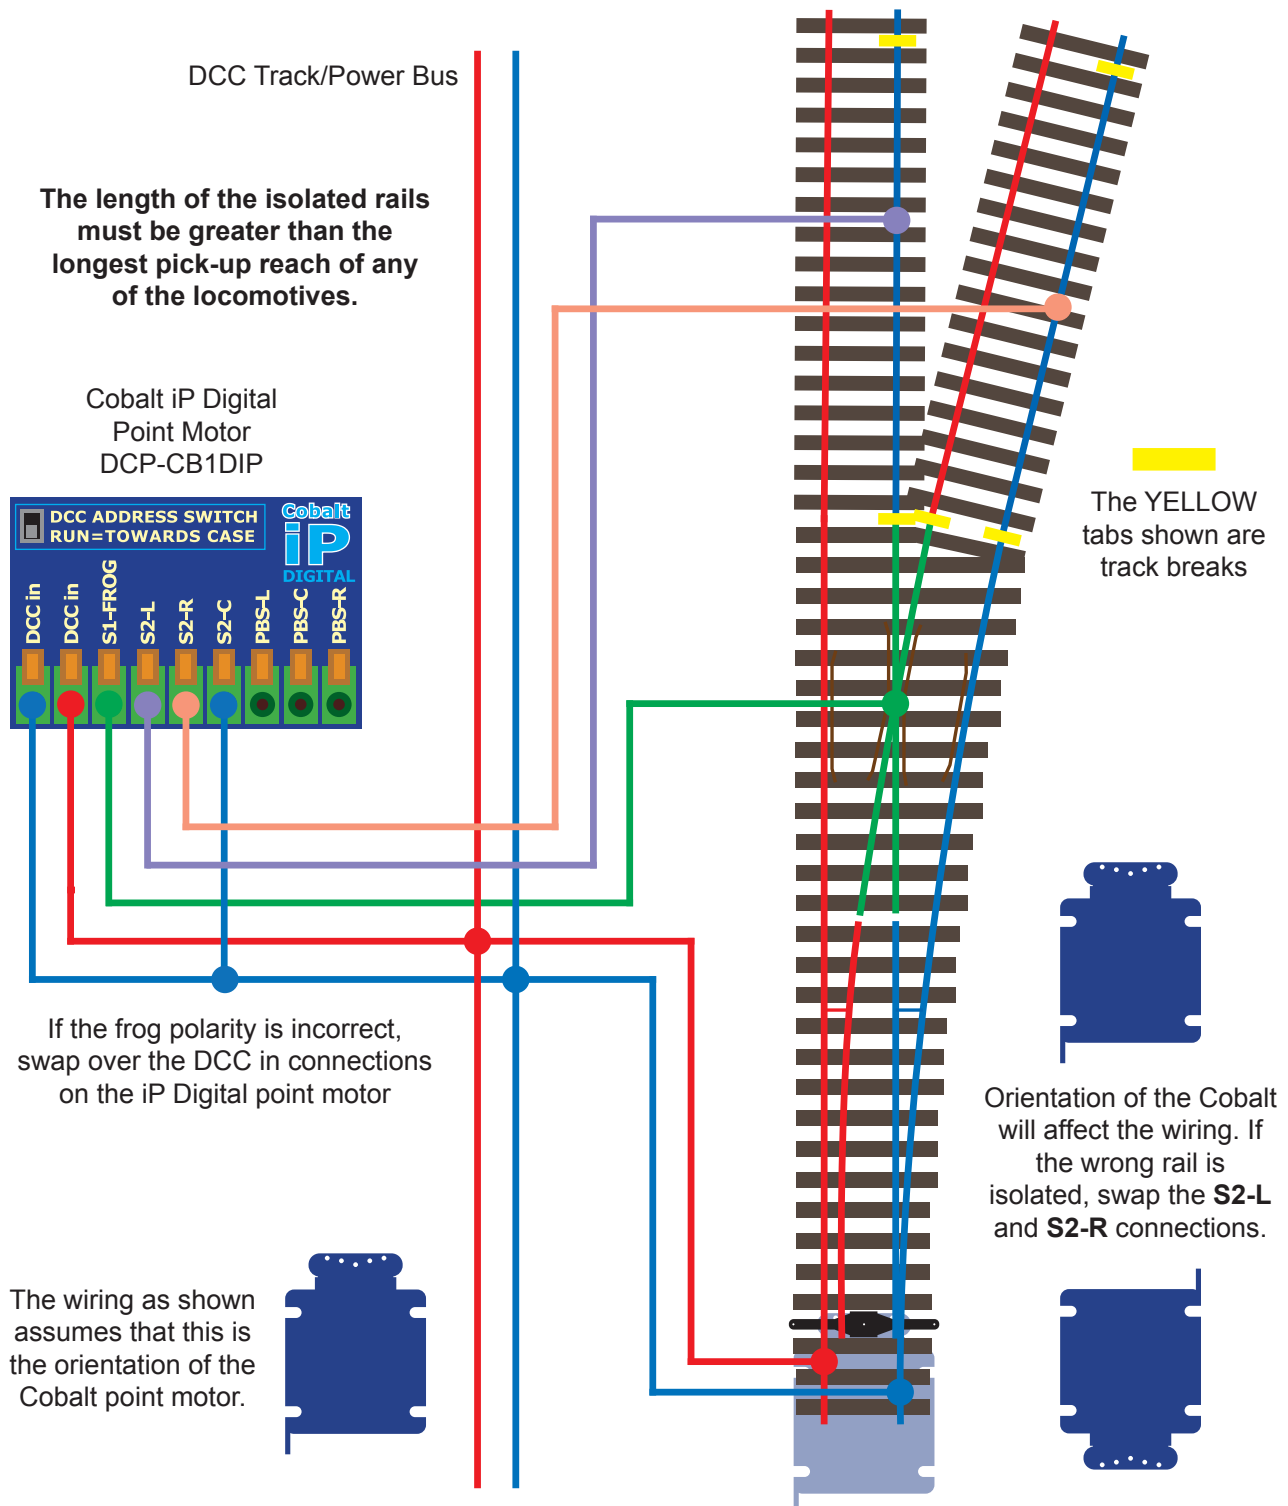 DCC Track/Power Bus
The length of the isolated rails
must be greater than the
longest pick-up reach of any
of the locomotives.
Cobalt iP Digital
Point Motor
DCP-CB1DIP
DCC ADDRESS SWITCH
RUN=TOWARDS CASE
Cobalt
iP
DIGITAL
DCC in
DCC in
S1-FROG
S2-L
S2-R
S2-C
PBS-L
PBS-C
PBS-R
The YELLOW
tabs shown are
track breaks
If the frog polarity is incorrect,
swap over the DCC in connections
on the iP Digital point motor
Orientation of the Cobalt
will affect the wiring. If
the wrong rail is
isolated, swap the S2-L
and S2-R connections.
The wiring as shown
assumes that this is
the orientation of the
Cobalt point motor.